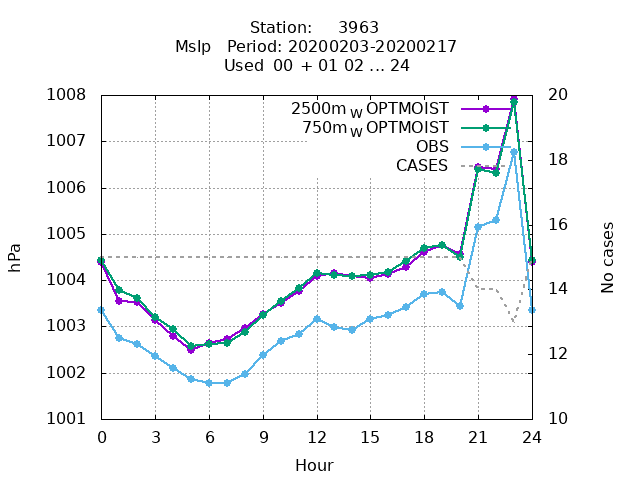 Station: 3963
Mslp Period: 20200203-20200217
Used 00 + 01 02 ... 24
2500m W OPTMOIST
750m W OPTMOIST
OBS
CASES
1008
1007
1006
1005
1004
1003
1002
1001
hPa
20
18
16
14
12
10
No cases
0 3 6 9 12 15 18 21 24
Hour